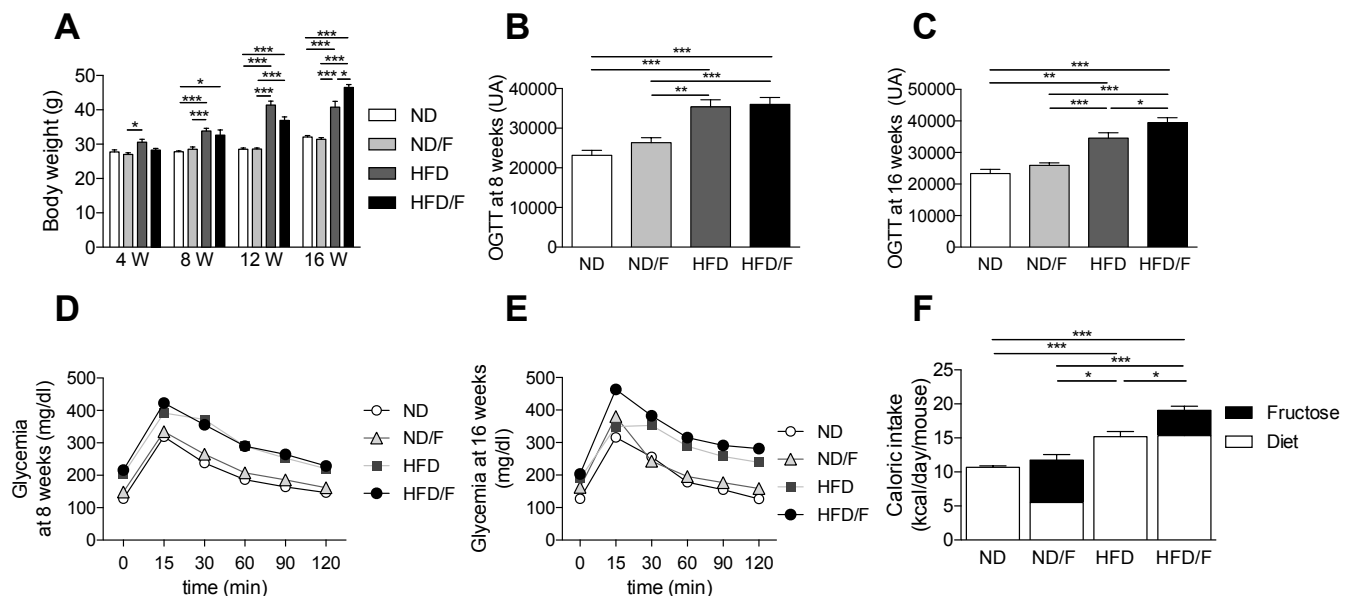 A
Body weight (g)
50
40
30
20
10
0
***
***
*** ***
* *** ***
*** *** *** *
* *** ***
4 W 8 W 12 W 16 W
ND
ND/F
HFD
HFD/F
B
OGTT at 8 weeks (UA)
40000
30000
20000
10000
0
***
***
***
**
ND ND/F HFD HFD/F
C
OGTT at 16 weeks (UA)
50000
40000
30000
20000
10000
0
***
**
***
*** *
ND ND/F HFD HFD/F
D
Glycemia
at 8 weeks (mg/dl)
500
400
300
200
100
0
0 15 30 60 90 120
time (min)
ND
ND/F
HFD
HFD/F
E
Glycemia at 16 weeks
(mg/dl)
500
400
300
200
100
0
0 15 30 60 90 120
time (min)
ND
ND/F
HFD
HFD/F
F
Caloric intake
(kcal/day/mouse)
25
20
15
10
5
0
***
***
***
* *
ND ND/F HFD HFD/F
Fructose
Diet